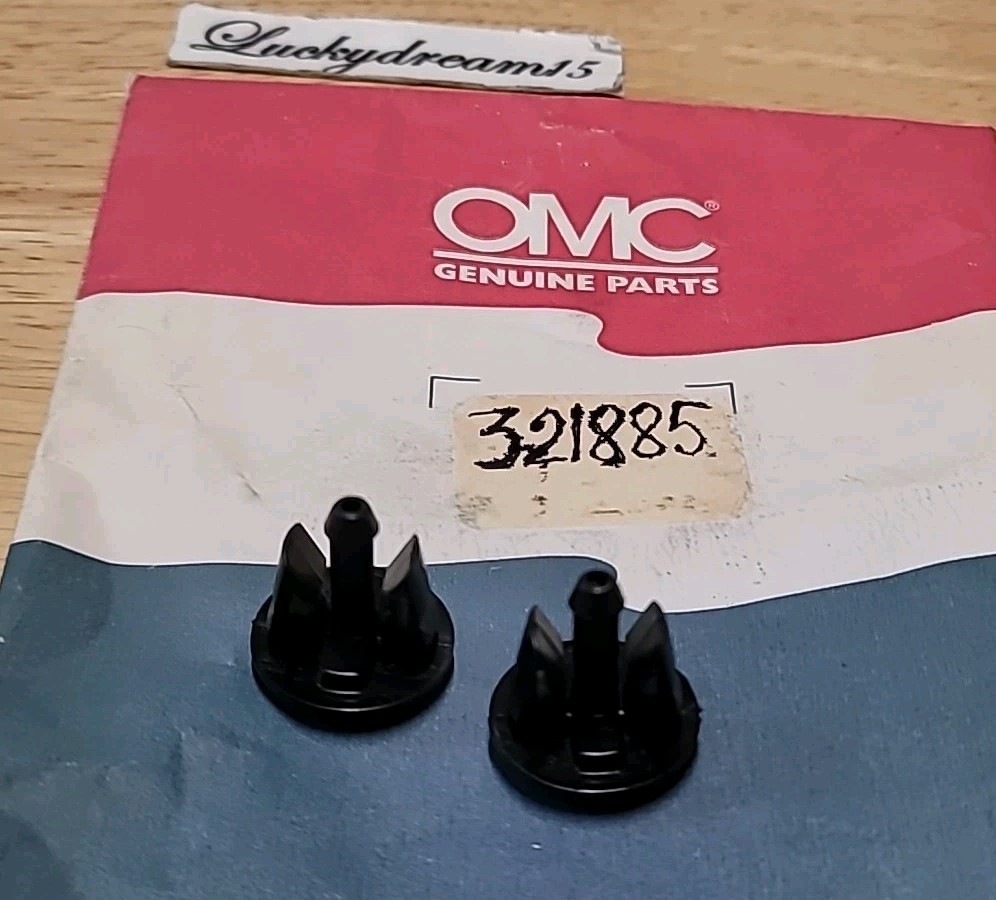 Luckydream15
OMC®
GENUINE PARTS
321885